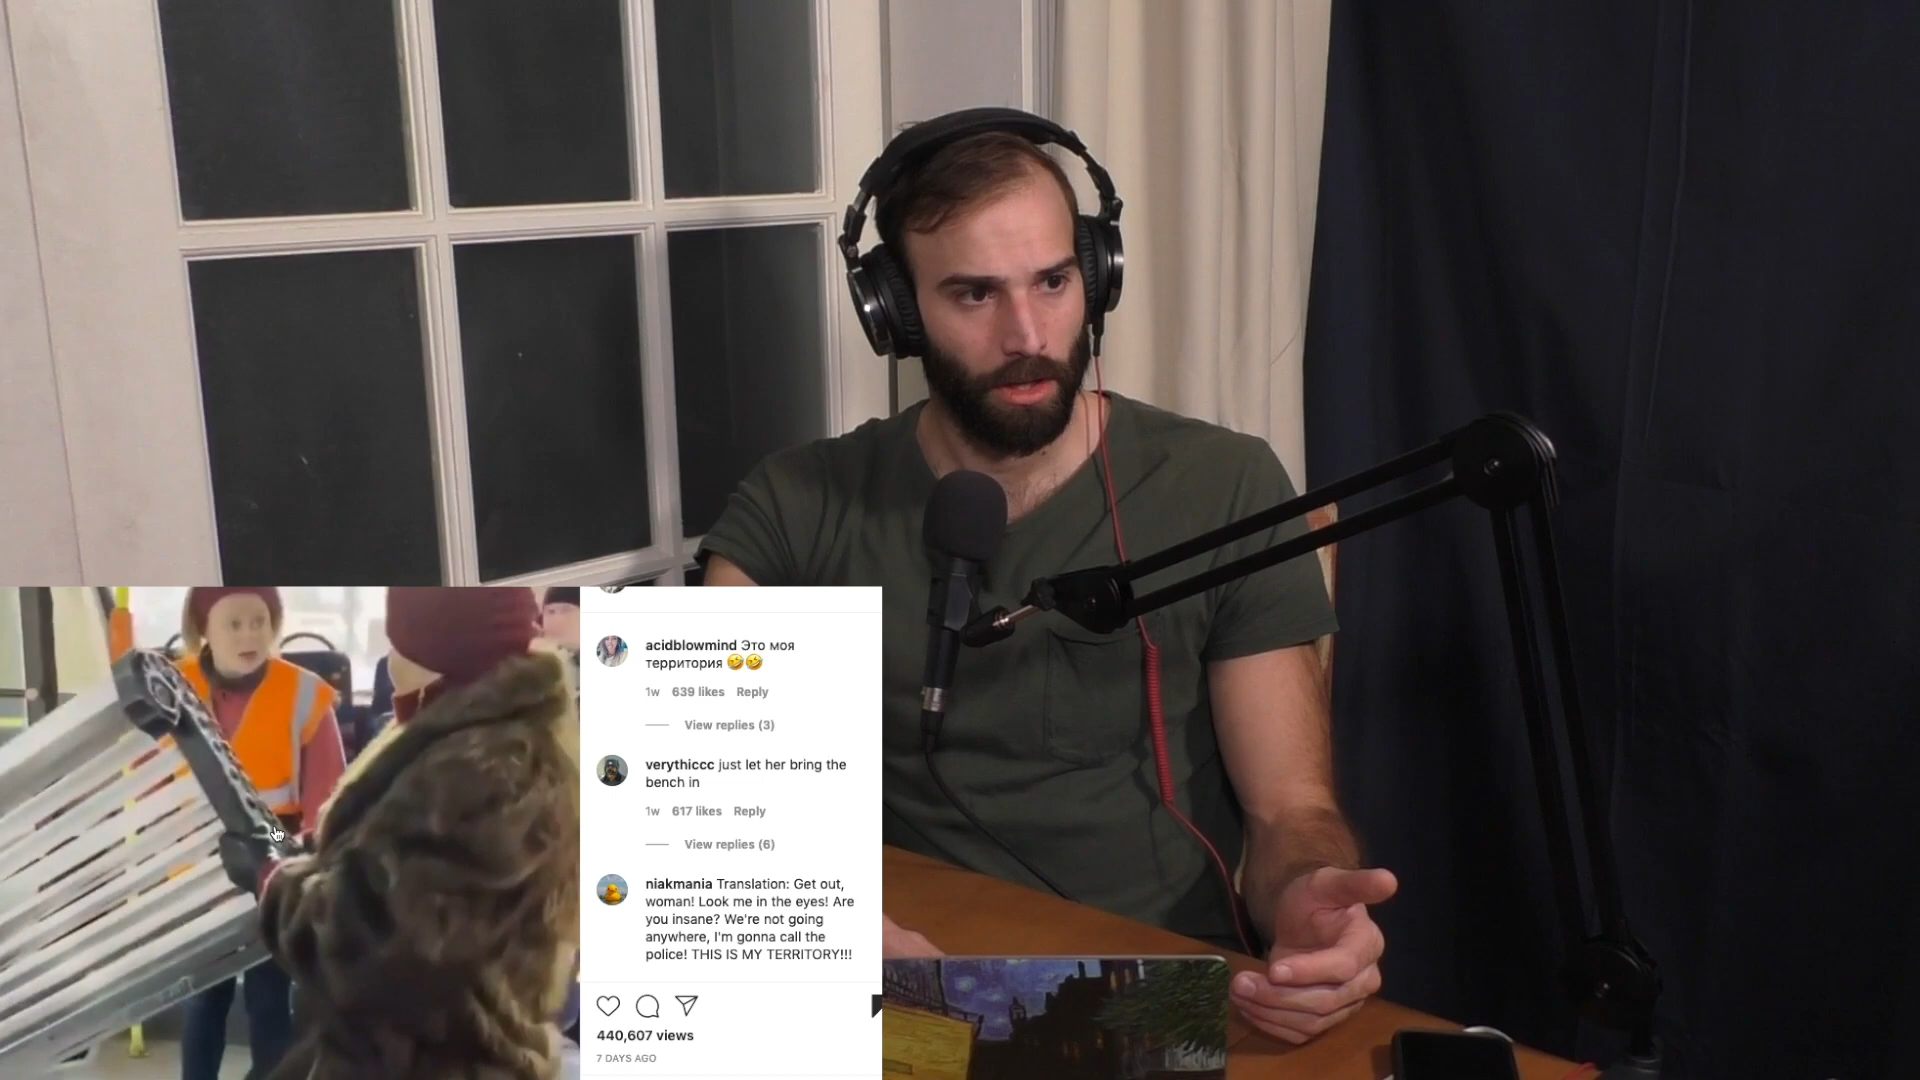 acidblowmind Это моя
территория 🤣🤣
1w 639 likes Reply
View replies (3)
verythiccc just let her bring the
bench in
1w 617 likes Reply
View replies (6)
niakmania Translation: Get out,
woman! Look me in the eyes! Are
you insane? We're not going
anywhere, I'm gonna call the
police! THIS IS MY TERRITORY!!!
440,607 views
7 DAYS AGO